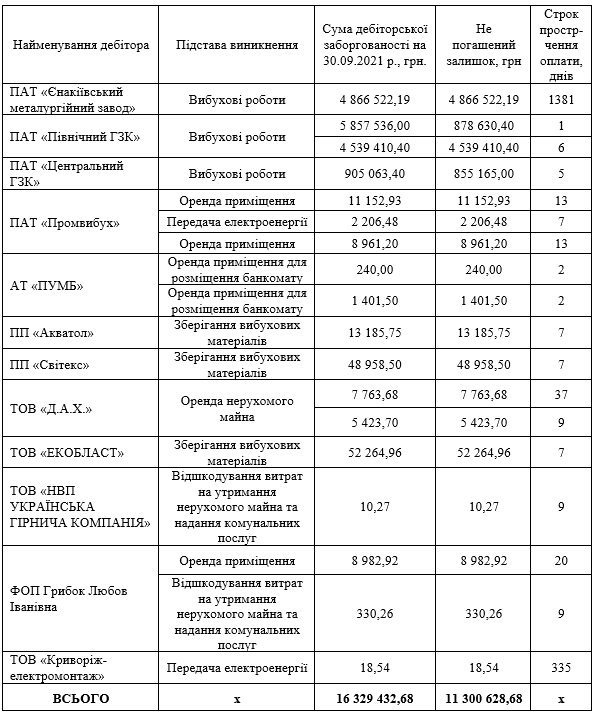 Найменування дебітора
Підстава виникнення
Сума дебіторської
заборгованості на
30.09.2021 р., грн.
Не
погашений
залишок, грн
Строк
простр-
чення
оплати,
днів
ПАТ «Єнакіївський
металургійний завод»
Вибухові роботи
4 866 522,19
4 866 522,19
1381
ПАТ «Північний ГЗК»
Вибухові роботи
5 857 536,00
878 630,40
1
4 539 410,40
4 539 410,40
6
ПАТ «Центральний
ГЗК»
Вибухові роботи
905 063,40
855 165,00
5
ПАТ «Промвибух»
Оренда приміщення
11 152,93
11 152,93
13
Передача електроенергії
2 206,48
2 206,48
7
Оренда приміщення
8 961,20
8 961,20
13
АТ «ПУМБ»
Оренда приміщення для
розміщення банкомату
240,00
240,00
2
Оренда приміщення для
розміщення банкомату
1 401,50
1 401,50
2
ПП «Акватол»
Зберігання вибухових
матеріалів
13 185,75
13 185,75
7
ПП «Світекс»
Зберігання вибухових
матеріалів
48 958,50
48 958,50
7
ТОВ «Д.А.Х.»
Оренда нерухомого
майна
7 763,68
7 763,68
37
5 423,70
5 423,70
9
ТОВ «ЕКОБЛАСТ»
Зберігання вибухових
матеріалів
52 264,96
52 264,96
7
ТОВ «НВП
УКРАЇНСЬКА
ГІРНИЧА КОМПАНІЯ»
Відшкодування витрат
на утримання
нерухомого майна та
надання комунальних
послуг
10,27
10,27
9
ФОП Грибок Любов
Іванівна
Оренда приміщення
8 982,92
8 982,92
20
Відшкодування витрат
на утримання
нерухомого майна та
надання комунальних
послуг
330,26
330,26
9
ТОВ «Криворіж-
електромонтаж»
Передача електроенергії
18,54
18,54
335
ВСЬОГО
х
16 329 432,68
11 300 628,68
х